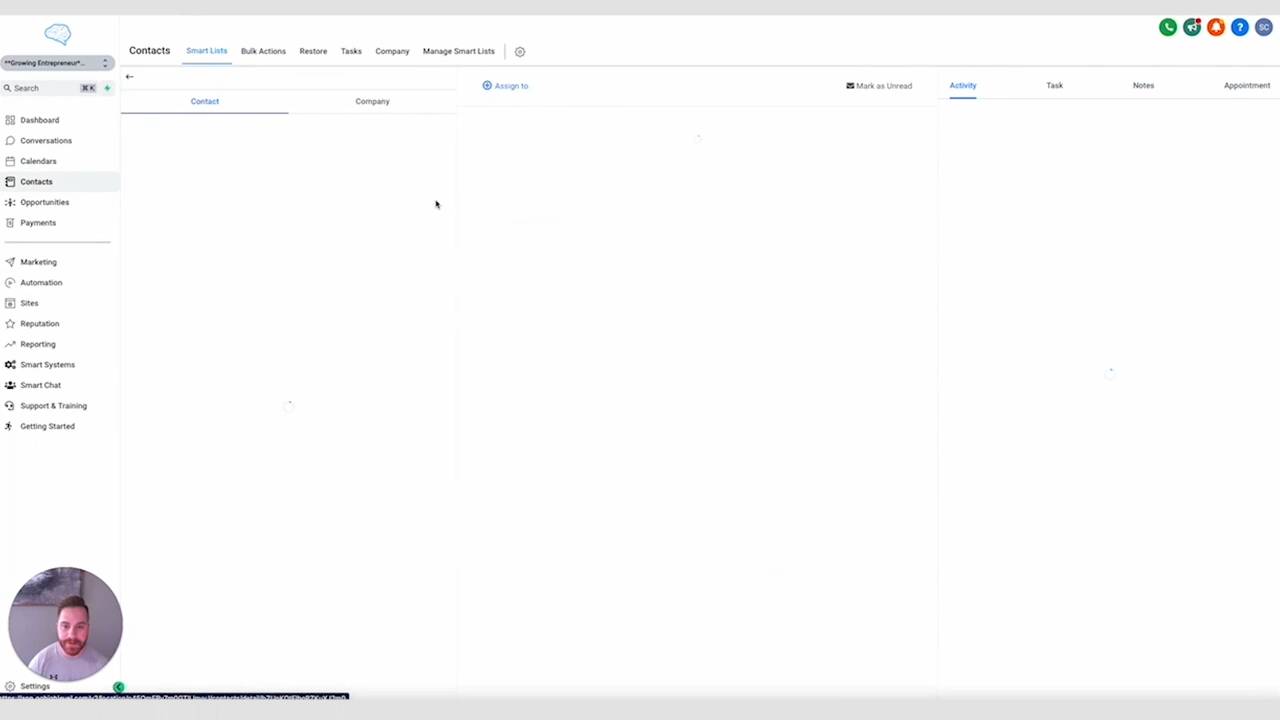 Contacts
Smart Lists
Bulk Actions
Restore
Tasks
Company
Manage Smart Lists
SC
**Growing Entrepreneur*...
Search
⌘ K
Dashboard
Conversations
Calendars
Contacts
Opportunities
Payments
Marketing
Automation
Sites
Reputation
Reporting
Smart Systems
Smart Chat
Support & Training
Getting Started
Settings
Contact
Company
Assign to
Mark as Unread
Activity
Task
Notes
Appointment